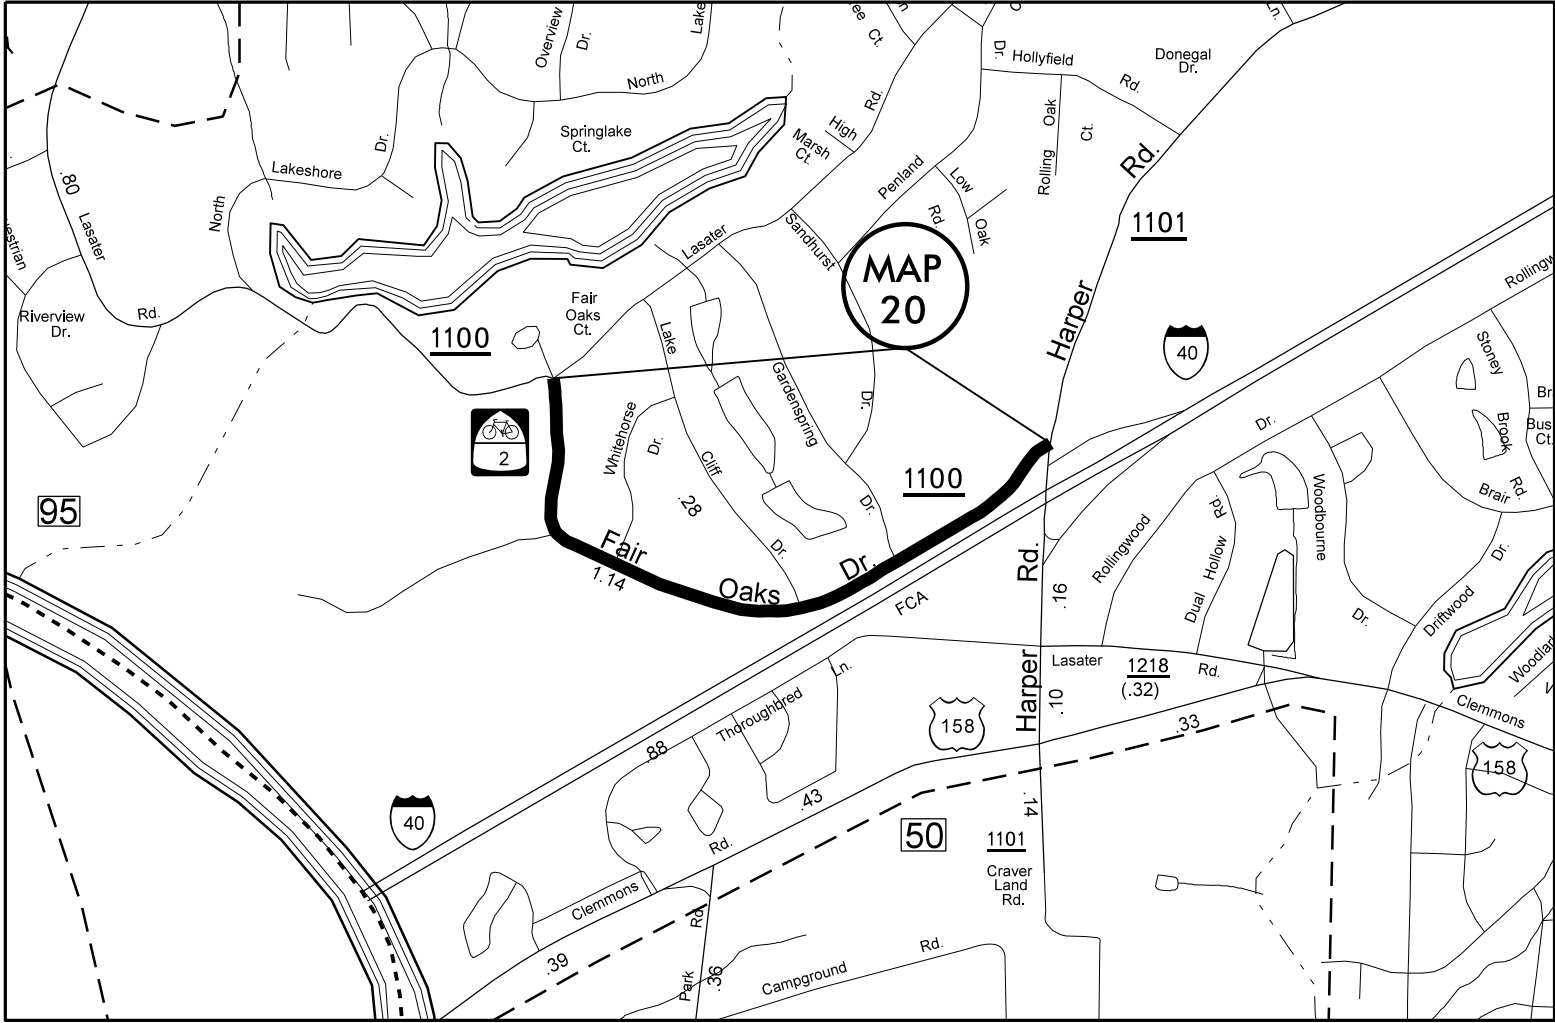 Overview
Dr.
Lake
Ct.
Dr.
Hollyfield
Rd.
Donegal
Dr.
Ln.
North
Springlake
Ct.
Dr.
Lakeshore
North
.80
Lasater
Rd.
Riverview
Dr.
High
Rd.
Marsh
Ct.
Penland
Rd.
Low
Oak
Rolling Oak
Ct.
Rd.
1101
Harper
Sandhurst
Dr.
Lasater
MAP
20
Fair
Oaks
Ct.
1100
Lake
Cliff
Dr.
Gardenspring
Dr.
Whitehorse
Dr.
.28
2
1100
40
95
Fair
Oaks
Dr.
1.14
FCA
Rd.
.16
Harper
.10
Rollingwood
Dr.
Dual Hollow
Rd.
Woodbourne
Dr.
Stoney
Brook
Rd.
Brair
Ct.
Driftwood
Dr.
Lasater
Rd.
1218
(.32)
Clemmons
158
158
.33
Thoroughbred
Ln.
.88
.43
40
50
.14
1101
Craver
Land
Rd.
Clemmons
Rd.
.39
Park
Rd.
.36
Campground
Rd.